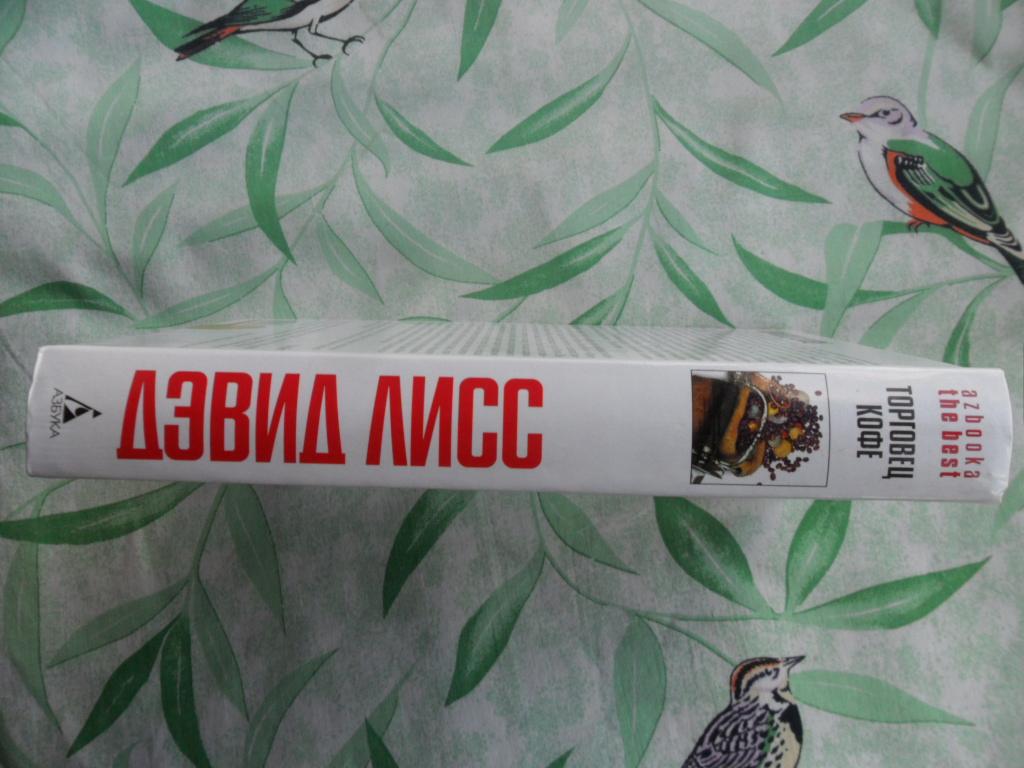 АЗБУКА
ДЭВИД ЛИСС
ТОРГОВЕЦ
КОФЕ
azbooka
the best